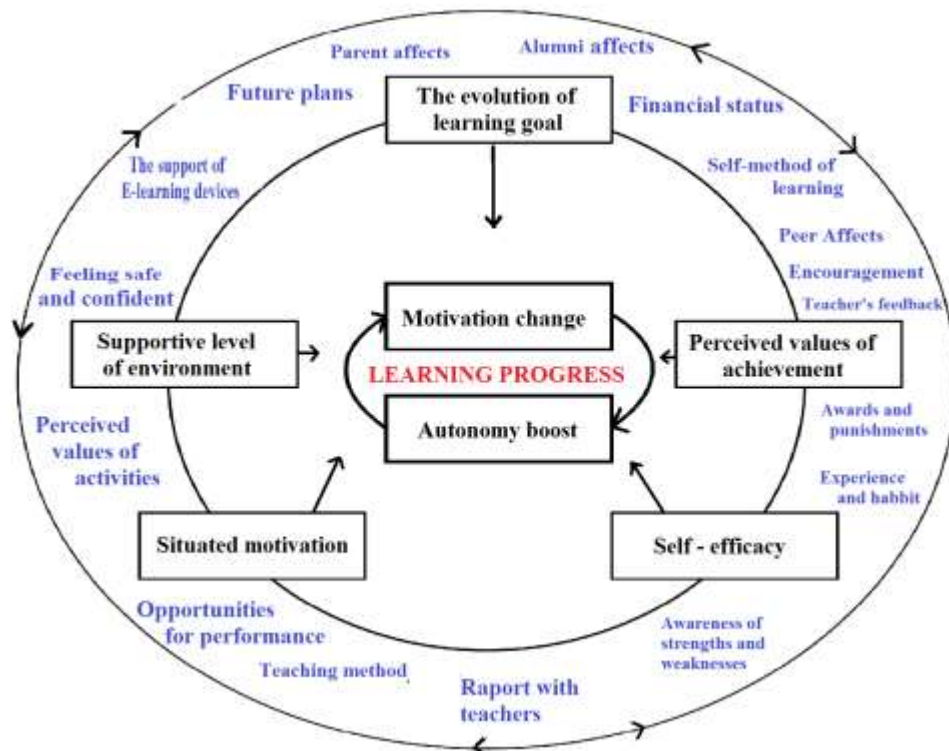 Parent affects
Alumni affects
Future plans
The evolution of
learning goal
Financial status
The support of
E-learning devices
Self-method of
learning
Peer Affects
Encouragement
Teacher's feedback
Feeling safe
and confident
Supportive level
of environment
Motivation change
LEARNING PROGRESS
Autonomy boost
Perceived values of
achievement
Perceived
values of
activities
Awards and
punishments
Experience
and habbit
Situated motivation
Self - efficacy
Opportunities
for performance
Teaching method
Raport with
teachers
Awareness of
strengths and
weaknesses